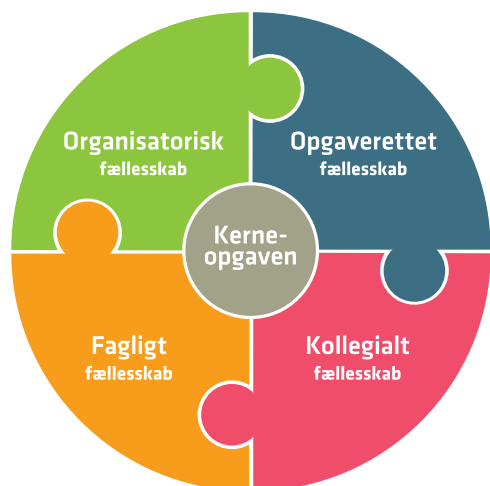 Organisatorisk
fællesskab
Opgaverettet
fællesskab
Kerne-
opgaven
Fagligt
fællesskab
Kollegialt
fællesskab